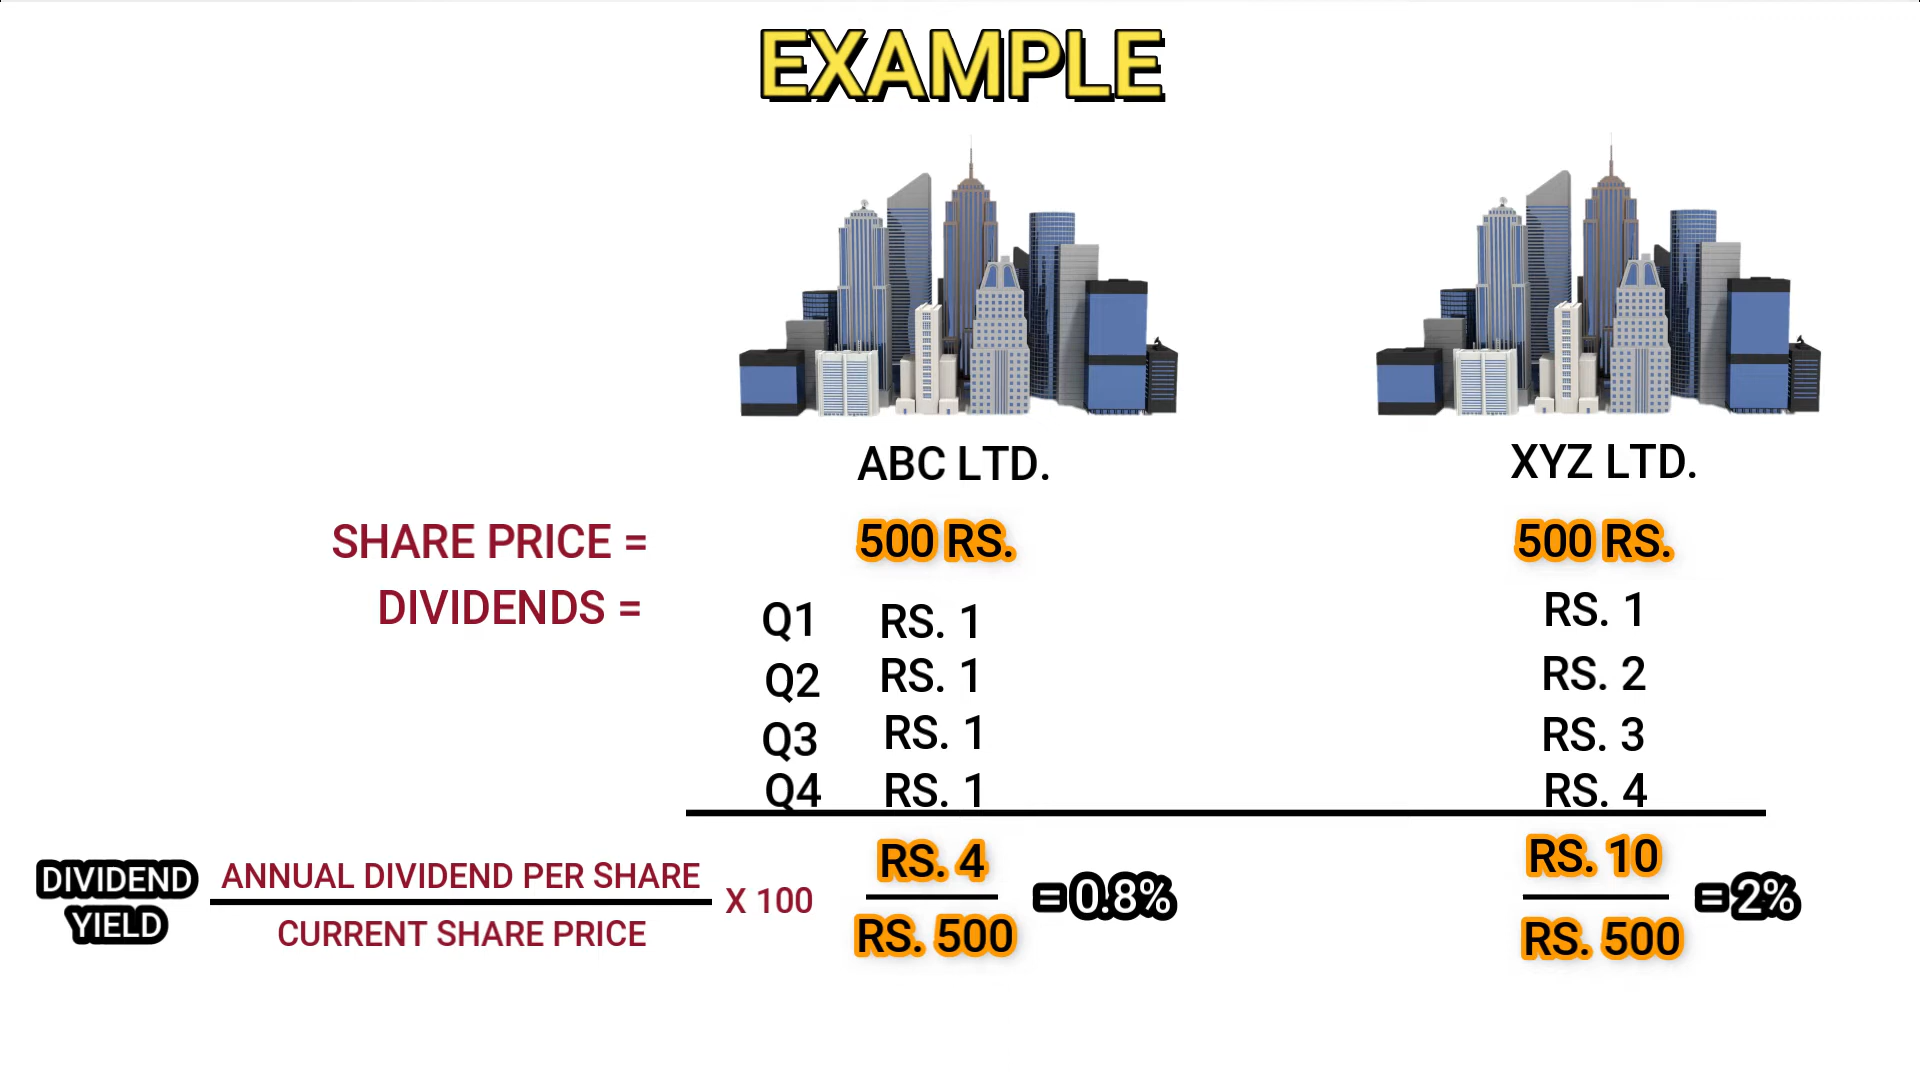 EXAMPLE
ABC LTD. XYZ LTD.
SHARE PRICE = 500 RS. 500 RS.
DIVIDENDS =
Q1 RS. 1 RS. 1
Q2 RS. 1 RS. 2
Q3 RS. 1 RS. 3
Q4 RS. 1 RS. 4
DIVIDEND
YIELD
ANNUAL DIVIDEND PER SHARE
CURRENT SHARE PRICE
X 100
RS. 4
RS. 500
=0.8%
RS. 10
RS. 500
=2%